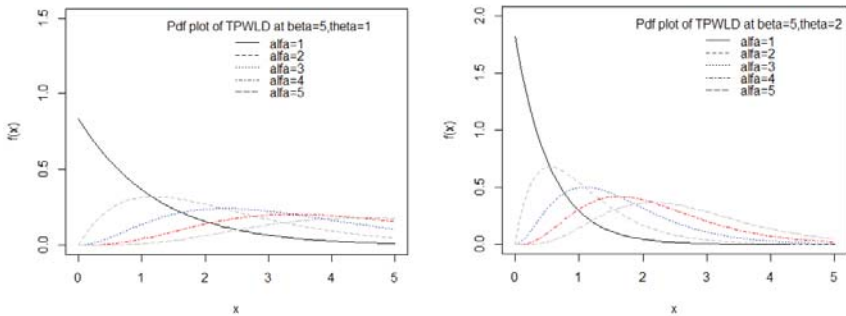 Pdf plot of TPWLD at beta=5,theta=1
alfa=1
alfa=2
alfa=3
alfa=4
alfa=5
1.5
1.0
0.5
0.0
f(x)
0 1 2 3 4 5
x
Pdf plot of TPWLD at beta=5,theta=2
alfa=1
alfa=2
alfa=3
alfa=4
alfa=5
2.0
1.5
1.0
0.5
0.0
f(x)
0 1 2 3 4 5
x